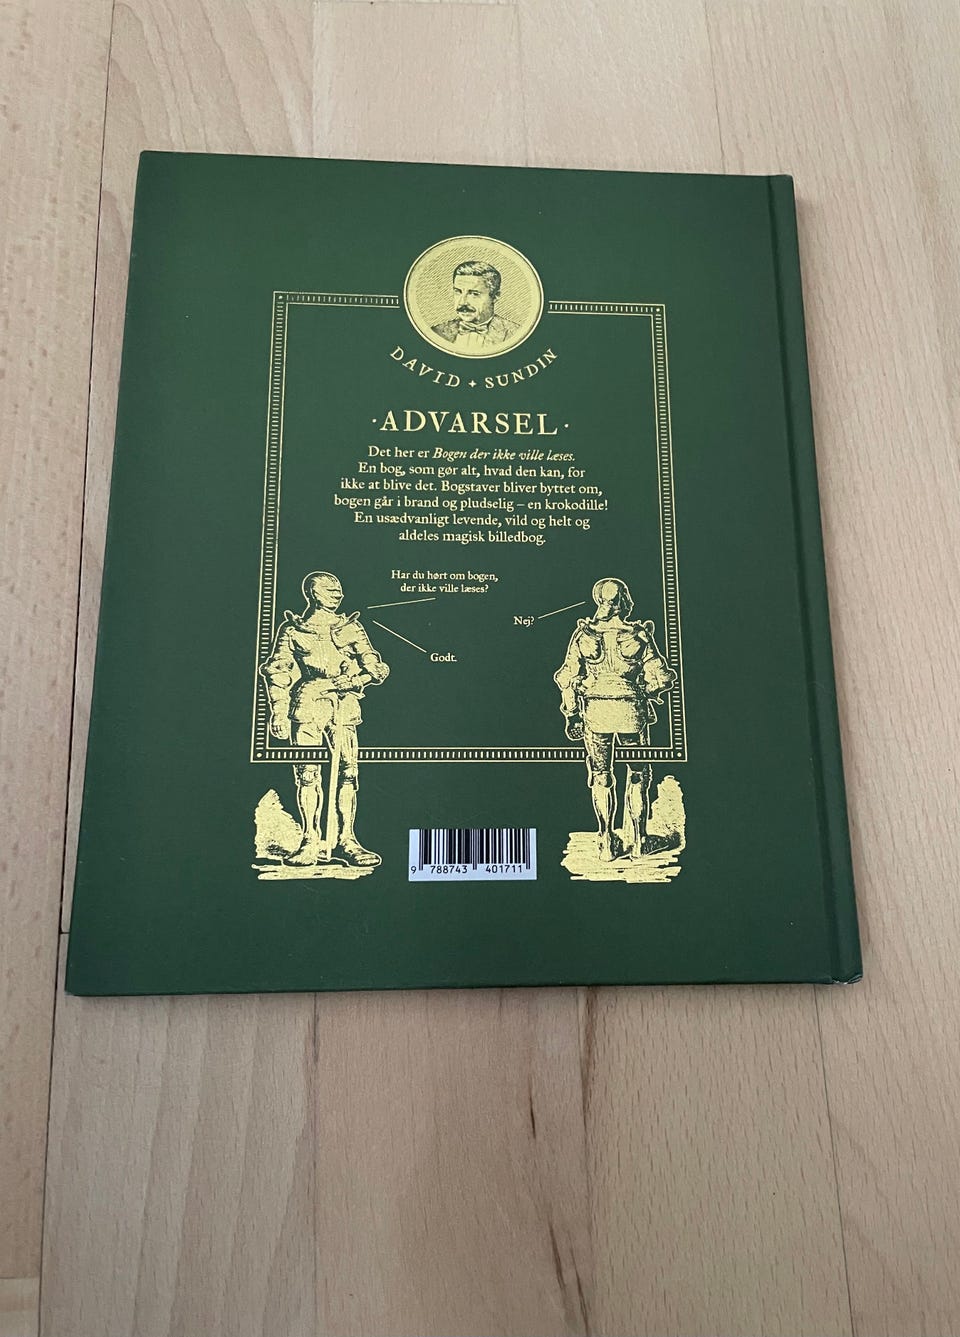 DAVID + SUNDIN
·ADVARSEL·
Det her er Bogen der ikke ville læses.
En bog, som gør alt, hvad den kan, for
ikke at blive det. Bogstaver bliver byttet om,
bogen går i brand og pludselig – en krokodille!
En usædvanligt levende, vild og helt og
aldeles magisk billedbog.
Har du hørt om bogen,
der ikke ville læses?
Nej?
Godt.
9 788743 401711